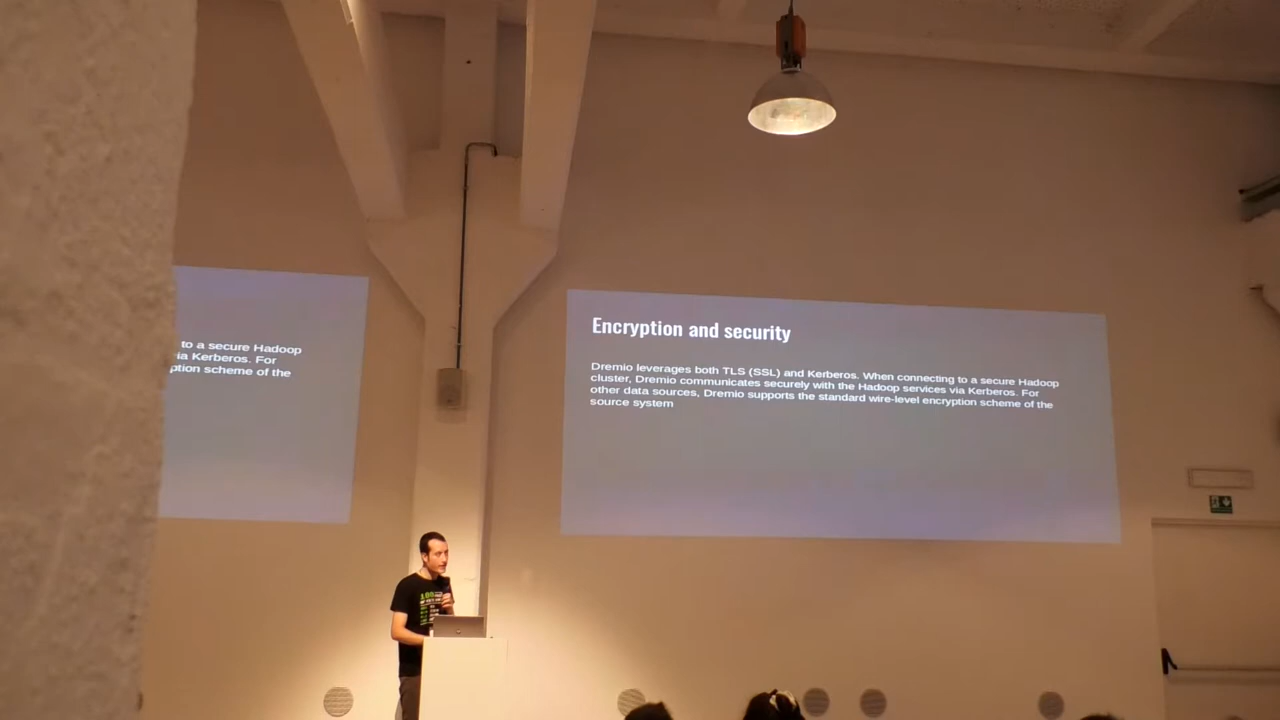 to a secure Hadoop
via Kerberos. For
ption scheme of the
Encryption and security
Dremio leverages both TLS (SSL) and Kerberos. When connecting to a secure Hadoop
cluster, Dremio communicates securely with the Hadoop services via Kerberos. For
other data sources, Dremio supports the standard wire-level encryption scheme of the
source system